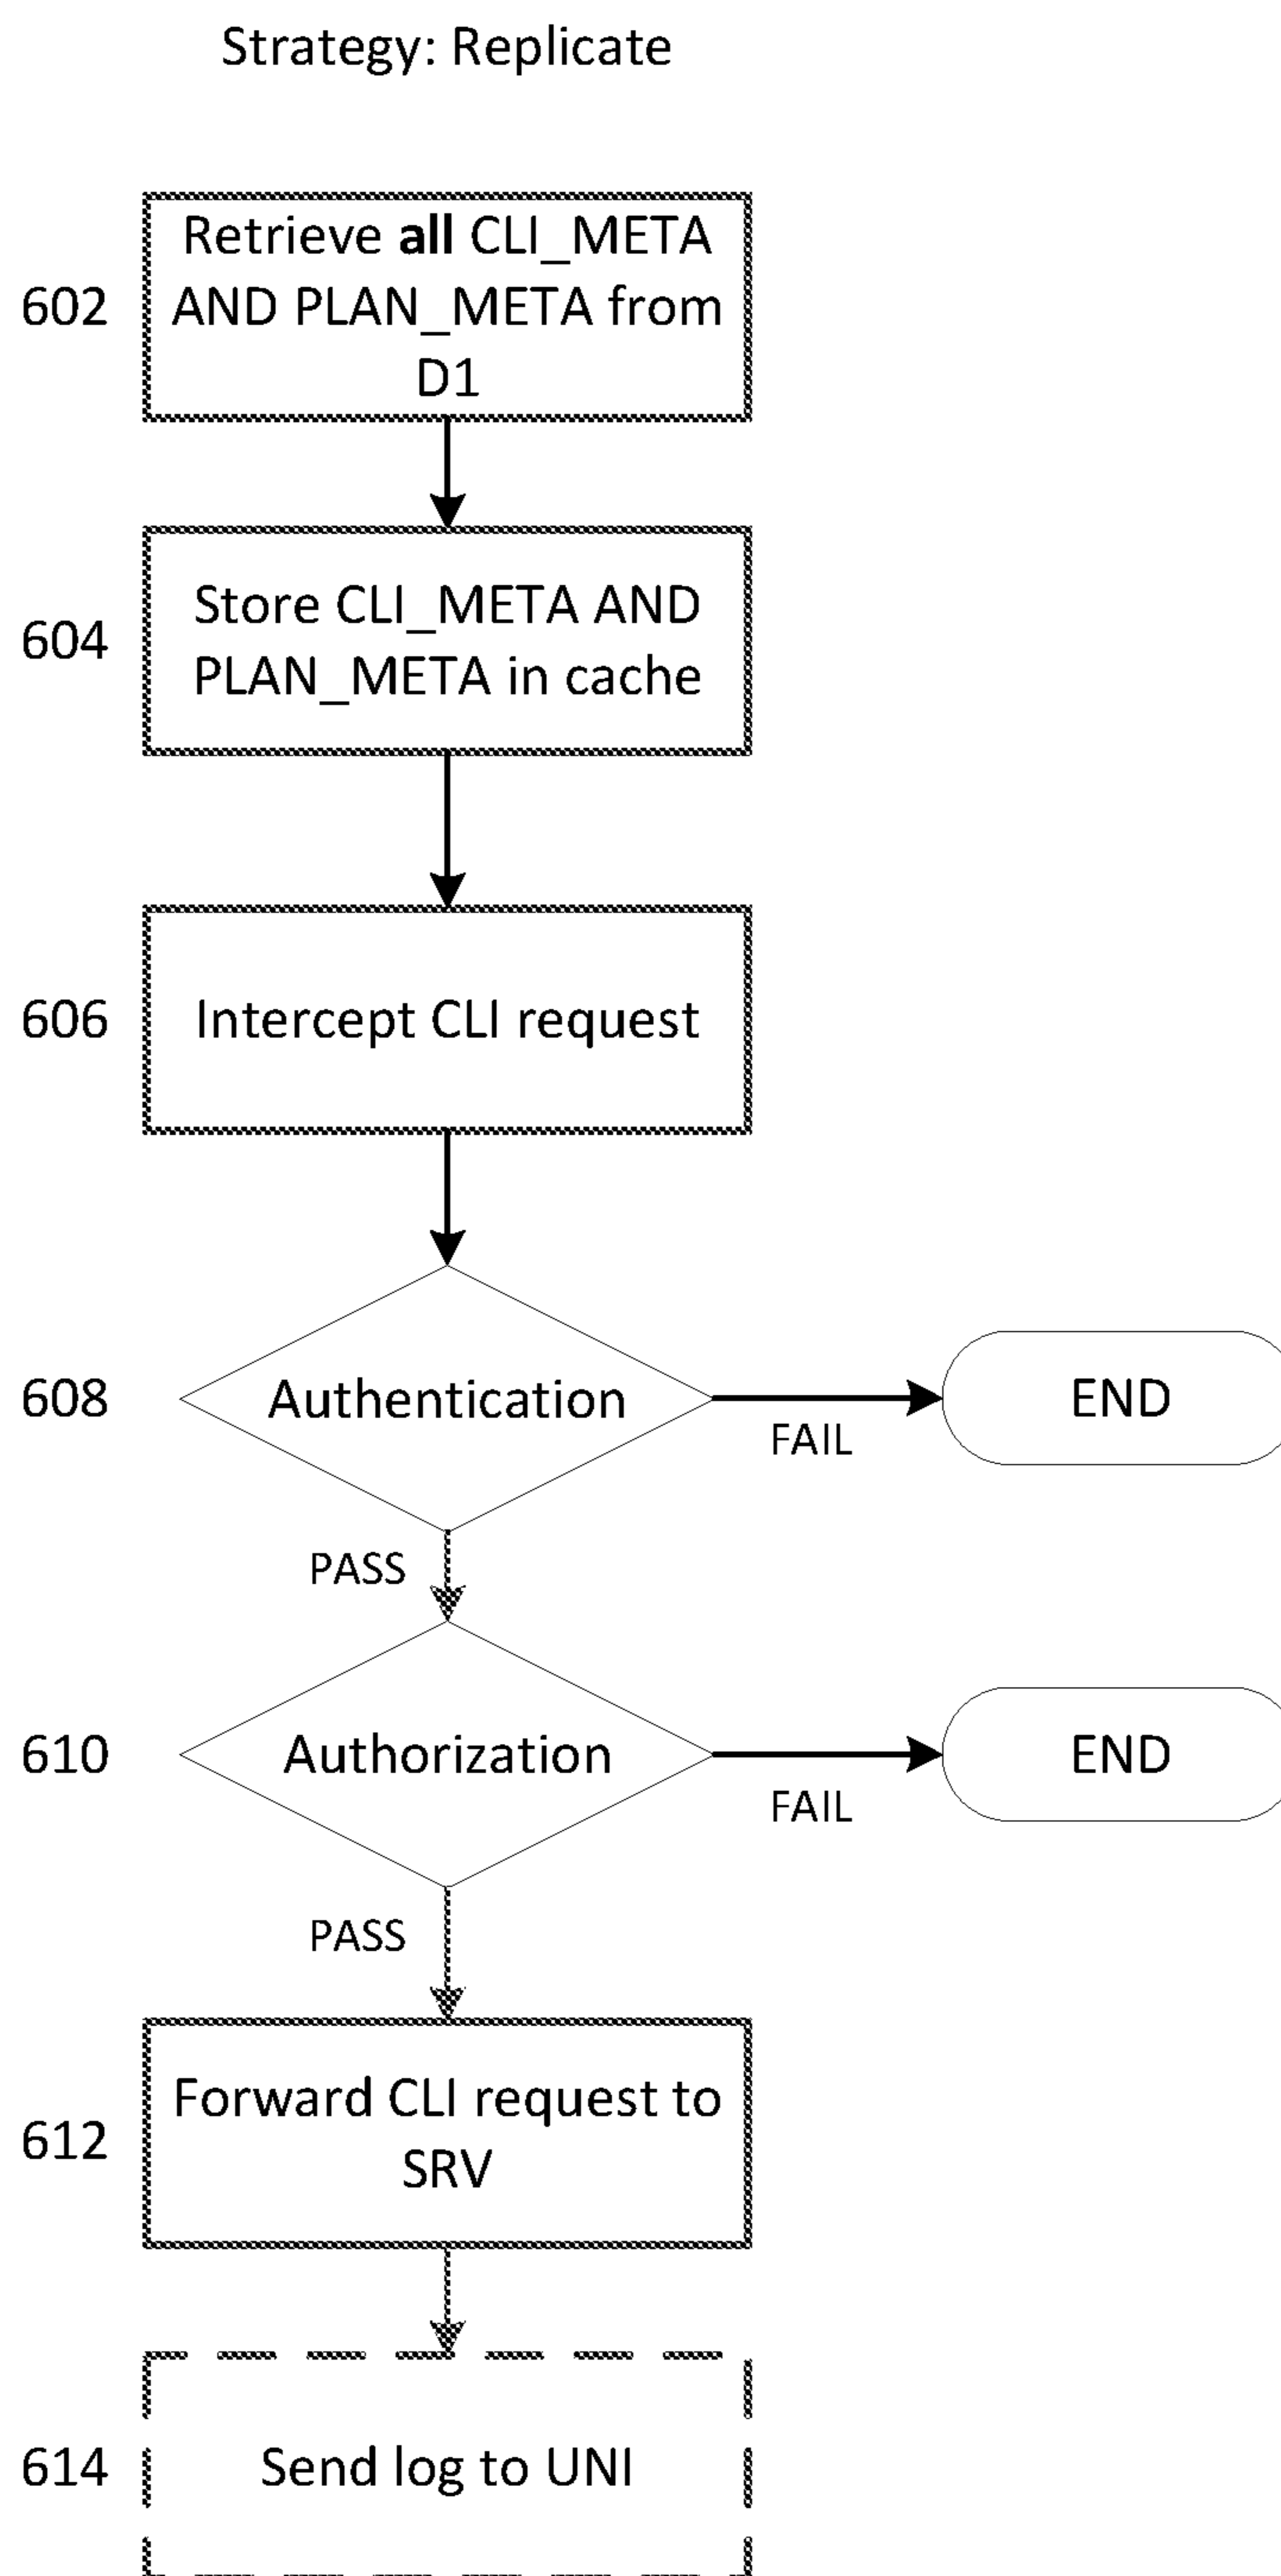 Strategy: Replicate
602
Retrieve all CLI_META
AND PLAN_META from
D1
604
Store CLI_META AND
PLAN_META in cache
606
Intercept CLI request
608
Authentication
FAIL
END
PASS
610
Authorization
FAIL
END
PASS
612
Forward CLI request to
SRV
614
Send log to UNI